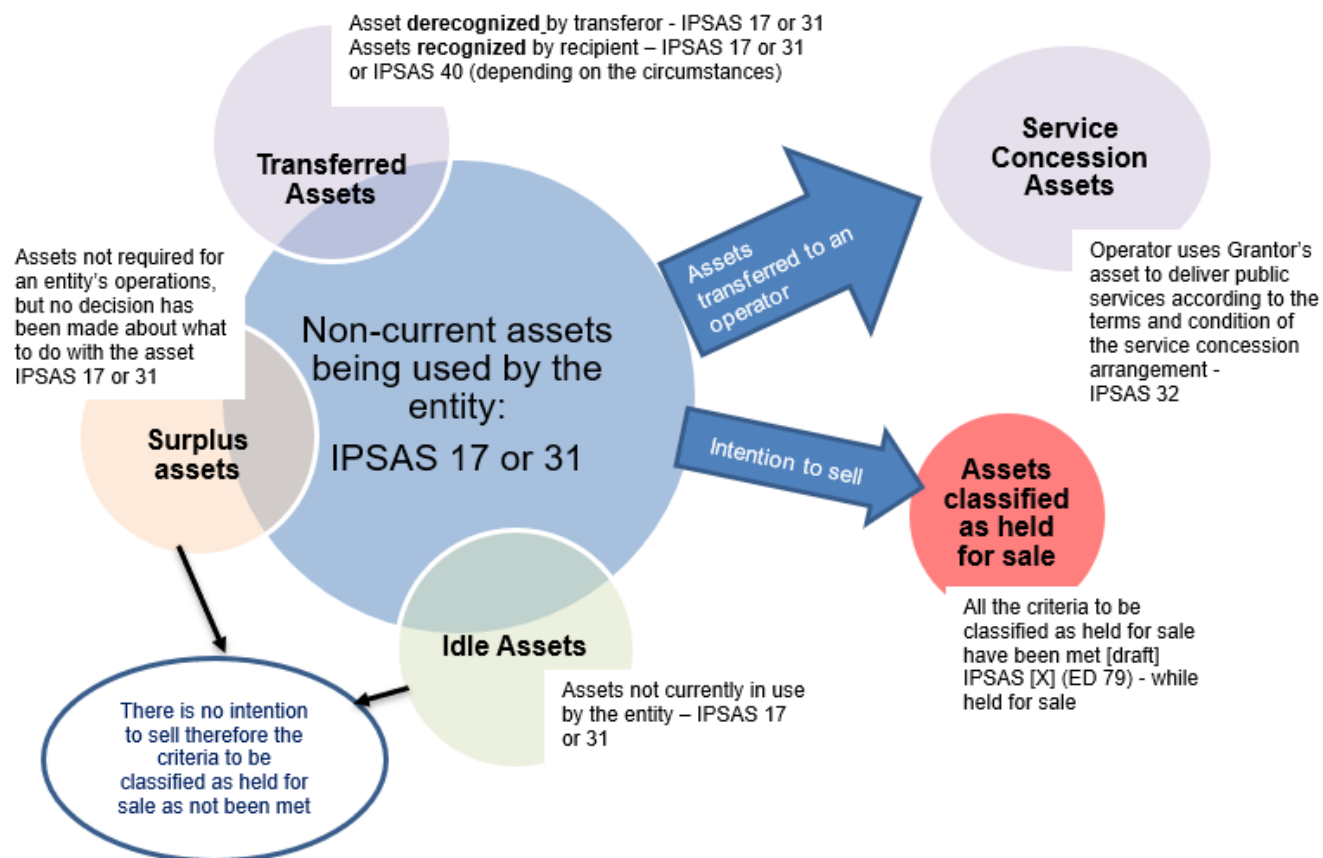 Asset derecognized by transferor - IPSAS 17 or 31
Assets recognized by recipient – IPSAS 17 or 31
or IPSAS 40 (depending on the circumstances)
Transferred
Assets
Service
Concession
Assets
Assets
transferred to an
operator
Operator uses Grantor's
asset to deliver public
services according to the
terms and condition of
the service concession
arrangement -
IPSAS 32
Assets not required for
an entity's operations,
but no decision has
been made about what
to do with the asset
IPSAS 17 or 31
Surplus
assets
Non-current assets
being used by the
entity:
IPSAS 17 or 31
Intention to sell
Assets
classified
as held
for sale
All the criteria to be
classified as held for sale
have been met [draft]
IPSAS [X] (ED 79) - while
held for sale
Idle Assets
Assets not currently in use
by the entity – IPSAS 17
or 31
There is no intention
to sell therefore the
criteria to be
classified as held for
sale as not been met